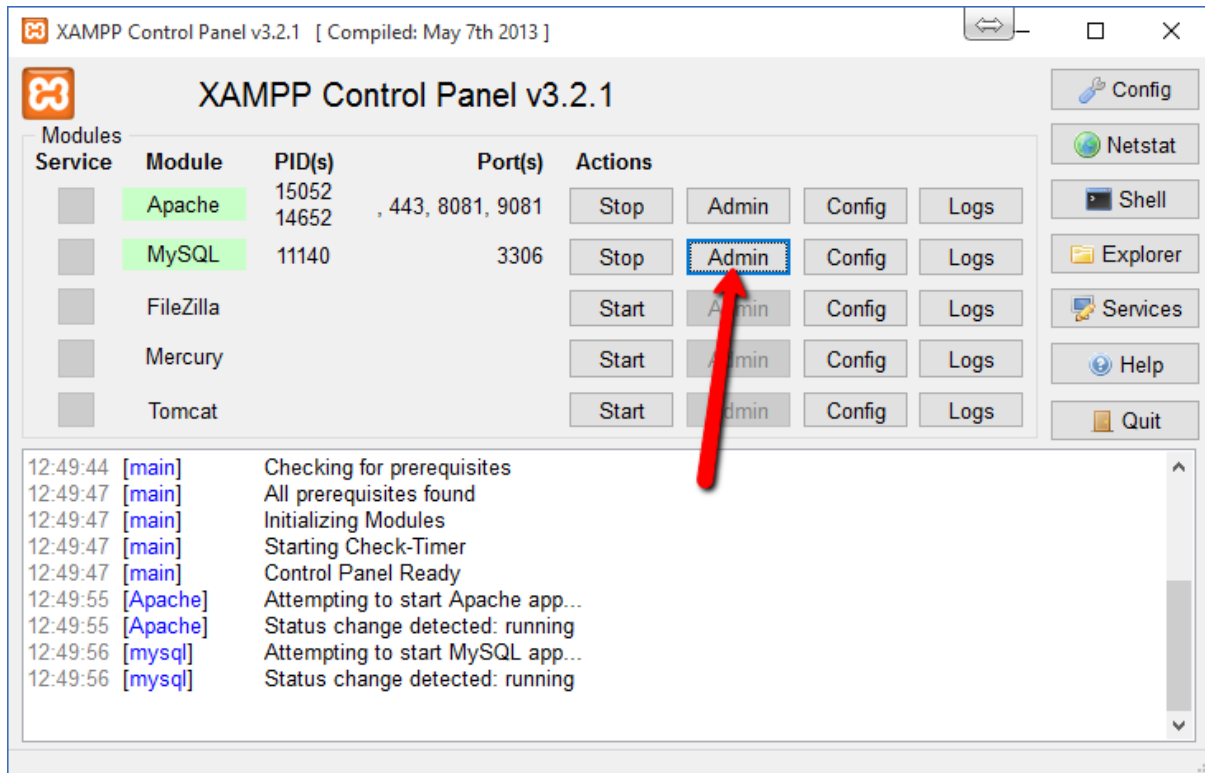 XAMPP Control Panel v3.2.1 [ Compiled: May 7th 2013 ]
XAMPP Control Panel v3.2.1
Config
Netstat
Shell
Explorer
Services
Help
Quit
Modules
Service Module PID(s) Port(s) Actions
Apache 15052 14652 , 443, 8081, 9081 Stop Admin Config Logs
MySQL 11140 3306 Stop Admin Config Logs
FileZilla Start Admin Config Logs
Mercury Start Admin Config Logs
Tomcat Start Admin Config Logs
12:49:44 [main] Checking for prerequisites
12:49:47 [main] All prerequisites found
12:49:47 [main] Initializing Modules
12:49:47 [main] Starting Check-Timer
12:49:47 [main] Control Panel Ready
12:49:55 [Apache] Attempting to start Apache app...
12:49:55 [Apache] Status change detected: running
12:49:56 [mysql] Attempting to start MySQL app...
12:49:56 [mysql] Status change detected: running